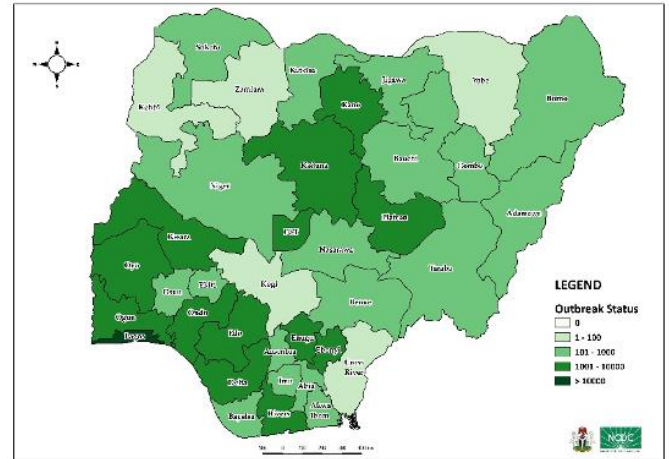 Sokoto
Katsina
Jigawa
Yobe
Borno
Kebbi
Zamfara
Kano
Kaduna
Bauchi
Gombe
Niger
Plateau
Adamawa
FCT
Kwara
Nasarawa
Oyo
Taraba
Kogi
Osun
Ekiti
Benue
Ogun
Ondo
Lagos
Edo
Enugu
Ebonyi
Anambra
Cross
River
Delta
Imo
Abia
Akwa
Ibom
Bayelsa
Rivers
LEGEND
Outbreak Status
0
1 - 100
101 - 1000
1001 - 10000
> 10000
NCDC